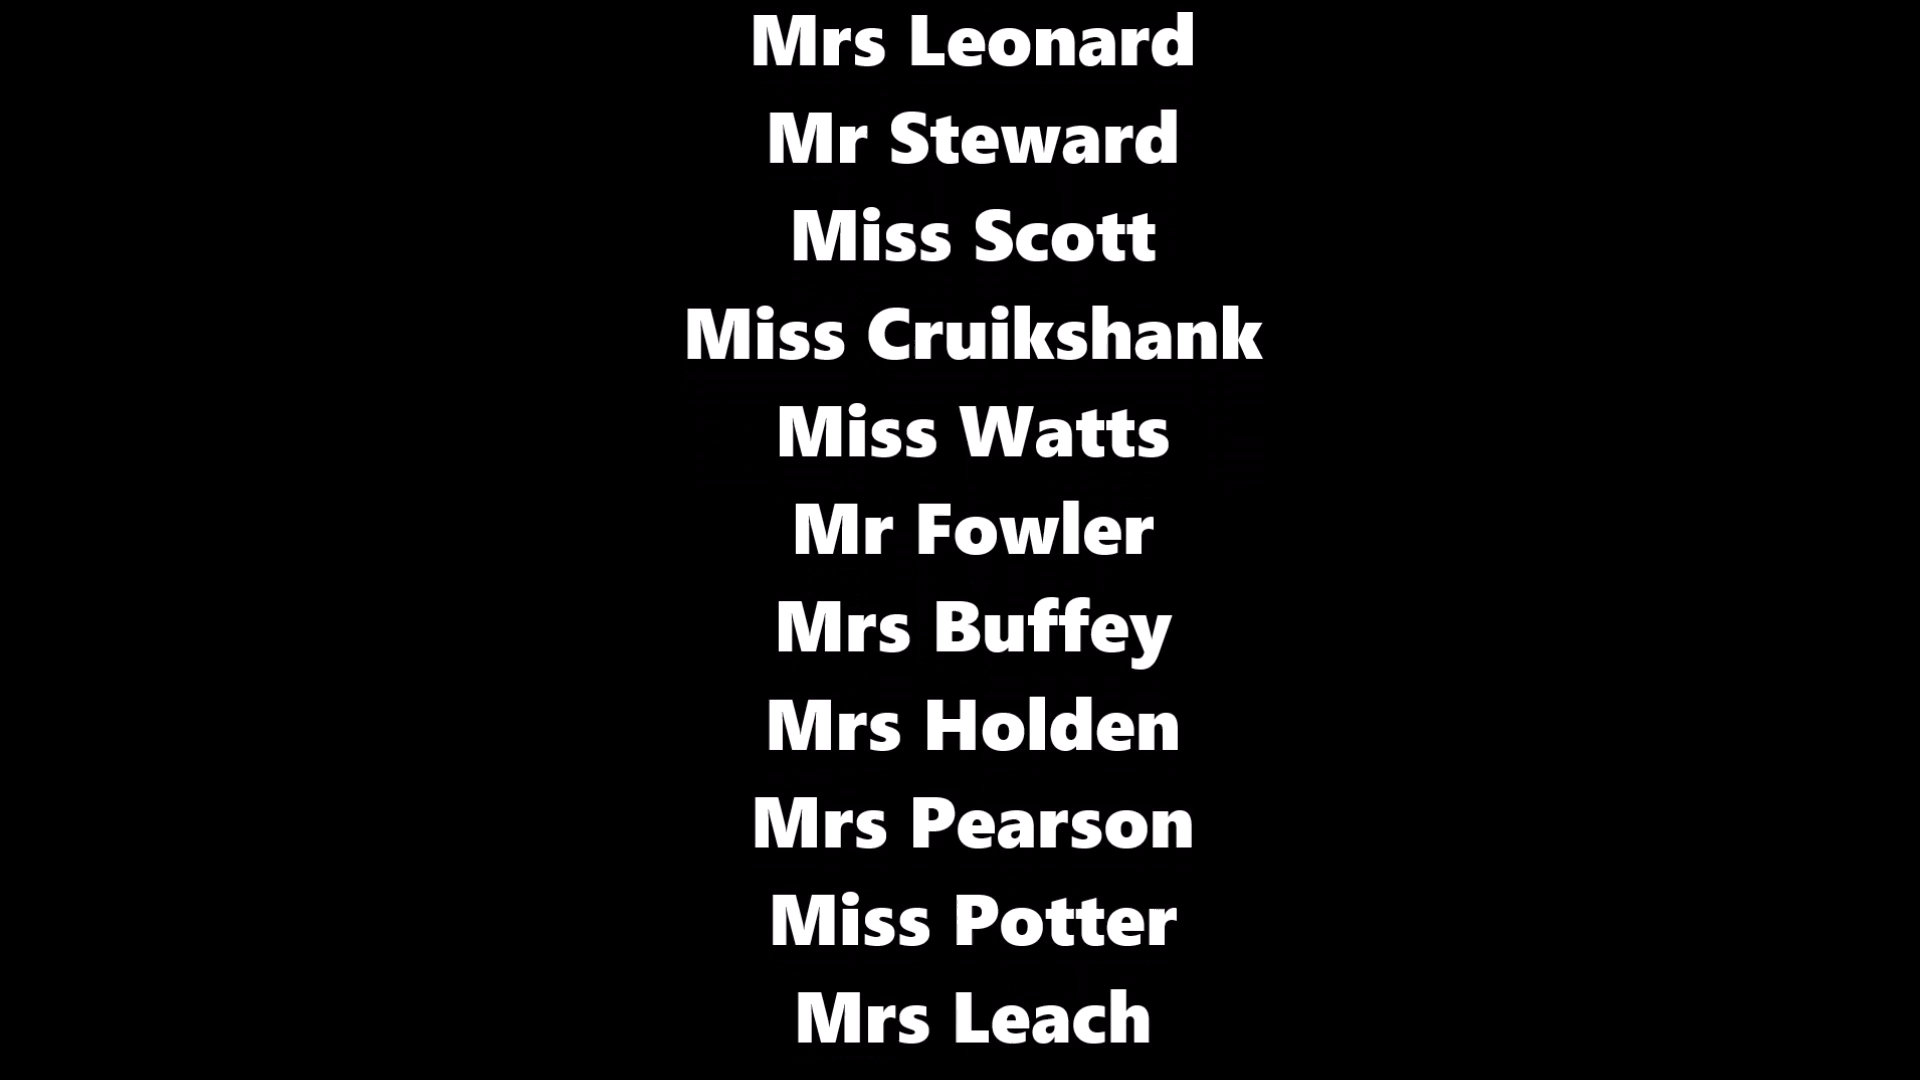 Mrs Leonard
Mr Steward
Miss Scott
Miss Cruikshank
Miss Watts
Mr Fowler
Mrs Buffey
Mrs Holden
Mrs Pearson
Miss Potter
Mrs Leach